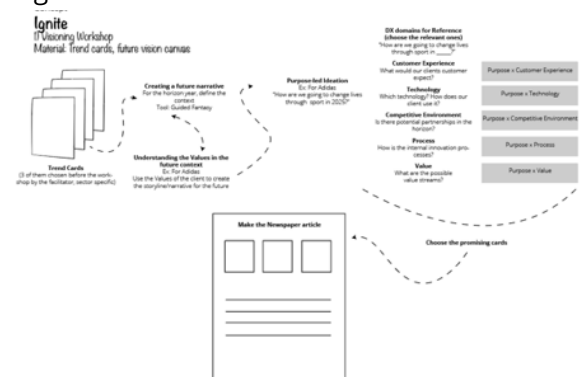 Ignite
1) Visioning Workshop
Material: Trend cards, future vision canvas
Trend Cards
(5 of them chosen before the work-
shop by the facilitator, sector specific)
Creating a future narrative
For the horizon year, define the
context
Tool: Guided Fantasy
Understanding the Values in the
future context
Ex: For Adidas
Use the Values of the client to create
the storyline/narrative for the future
Purpose-led Ideation
Ex: For Adidas
"How are we going to change lives
through sport in 2025?"
DX domains for Reference
(choose the relevant ones)
"How are we going to change lives
through sport in _____?"
Customer Experience
What would our clients customer
expect?
Technology
Which technology? How does our
client use it?
Competitive Environment
Is there potential partnerships in the
horizon?
Process
How is the internal innovation pro-
cesses?
Value
What are the possible
value streams?
Purpose x Customer Experience
Purpose x Technology
Purpose x Competitive Environment
Purpose x Process
Purpose x Value
Choose the promising cards
Make the Newspaper article